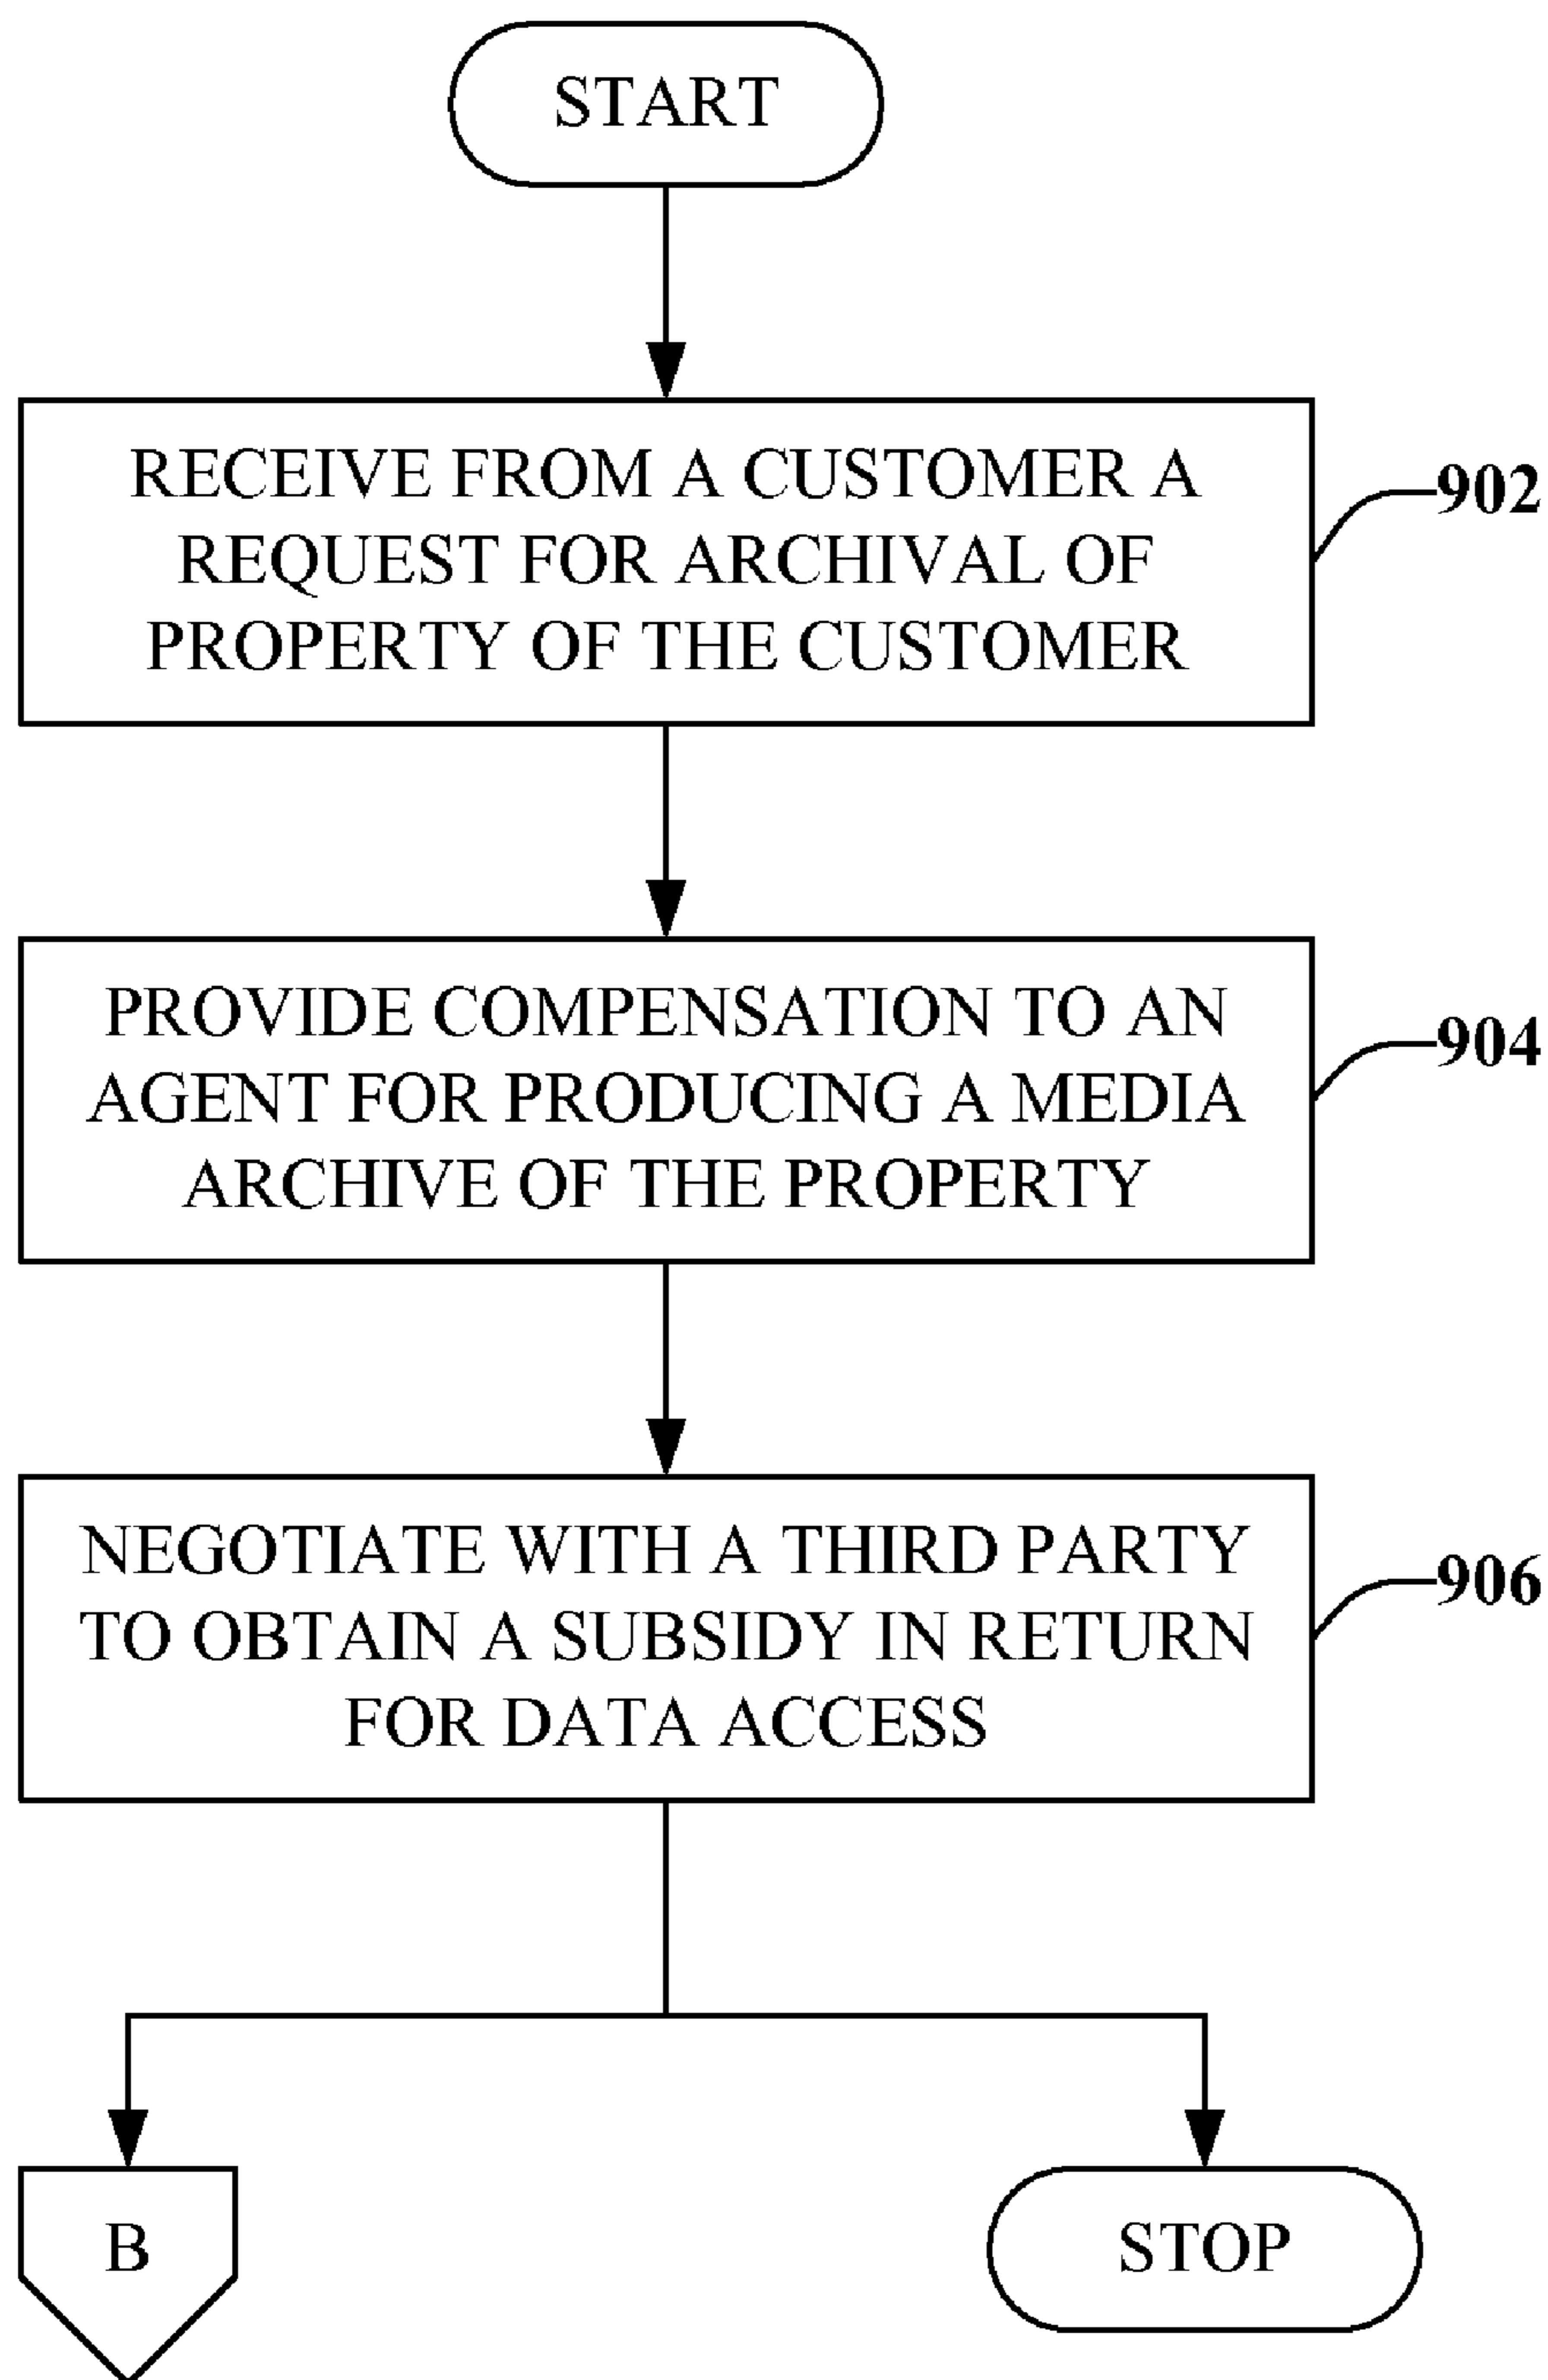 START
RECEIVE FROM A CUSTOMER A
REQUEST FOR ARCHIVAL OF
PROPERTY OF THE CUSTOMER
902
PROVIDE COMPENSATION TO AN
AGENT FOR PRODUCING A MEDIA
ARCHIVE OF THE PROPERTY
904
NEGOTIATE WITH A THIRD PARTY
TO OBTAIN A SUBSIDY IN RETURN
FOR DATA ACCESS
906
B
STOP